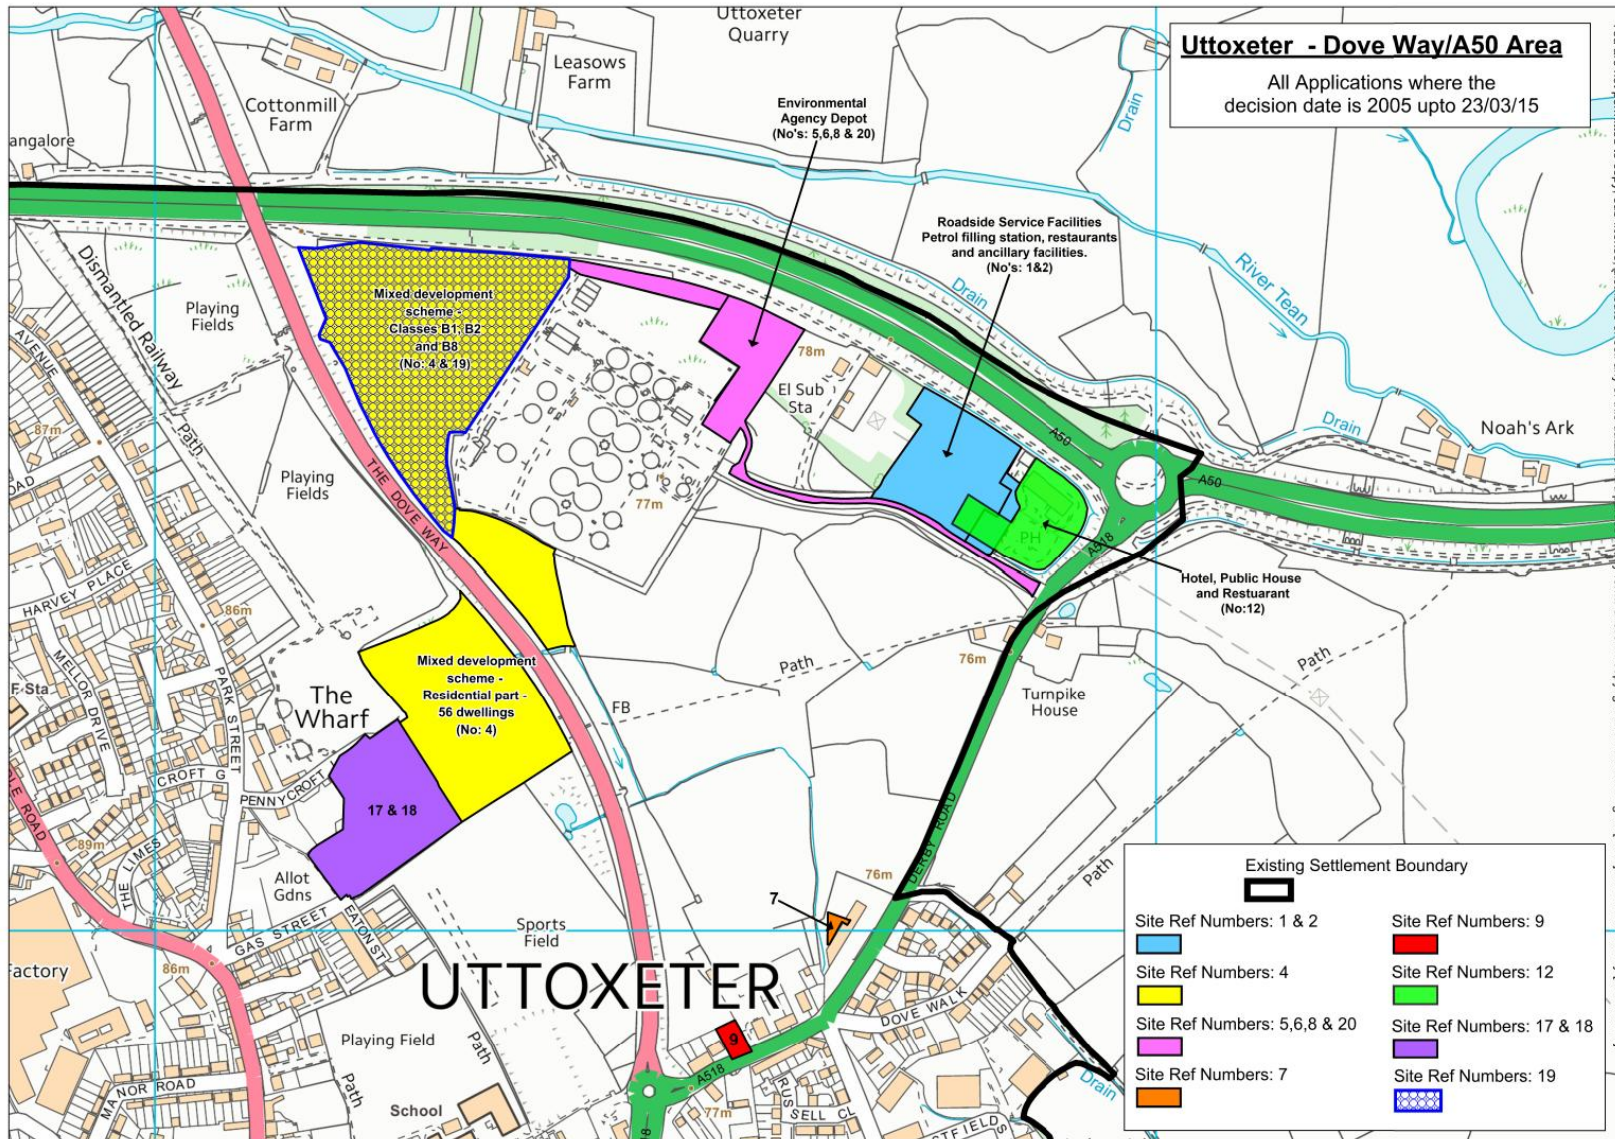 Uttoxeter - Dove Way/A50 Area
All Applications where the
decision date is 2005 upto 23/03/15
Uttoxeter
Quarry
Leasows
Farm
Cottonmill
Farm
angalore
Environmental
Agency Depot
(No's: 5,6,8 & 20)
Drain
Roadside Service Facilities
Petrol filling station, restaurants
and ancillary facilities.
(No's: 1&2)
Drain
River Tean
Dismantled Railway
Path
Playing
Fields
Mixed development
scheme -
Classes B1, B2
and B8
(No: 4 & 19)
78m
El Sub
Sta
AVENUE
87m
Drain
Noah's Ark
A50
A50
OAD
Playing
Fields
THE DOVE WAY
77m
PH
A518
HARVEY PLACE
86m
Hotel, Public House
and Restuarant
(No:12)
MELLOR DRIVE
PARK STREET
F Sta
Mixed development
scheme -
Residential part -
56 dwellings
(No: 4)
The
Wharf
FB
Path
76m
Path
Turnpike
House
CROFT G
PENNYCROFT L
17 & 18
DERBY ROAD
LE ROAD
89m
THE LIMES
Allot
Gdns
76m
Path
7
GAS STREET
EATON ST
Sports
Field
Factory
86m
UTTOXETER
DOVE WALK
Playing Field
Path
9
MANOR ROAD
Path
School
A518
77m
RUSSELL CL
STFIELDS
Drain
Existing Settlement Boundary
Site Ref Numbers: 1 & 2
Site Ref Numbers: 9
Site Ref Numbers: 4
Site Ref Numbers: 12
Site Ref Numbers: 5,6,8 & 20
Site Ref Numbers: 17 & 18
Site Ref Numbers: 7
Site Ref Numbers: 19